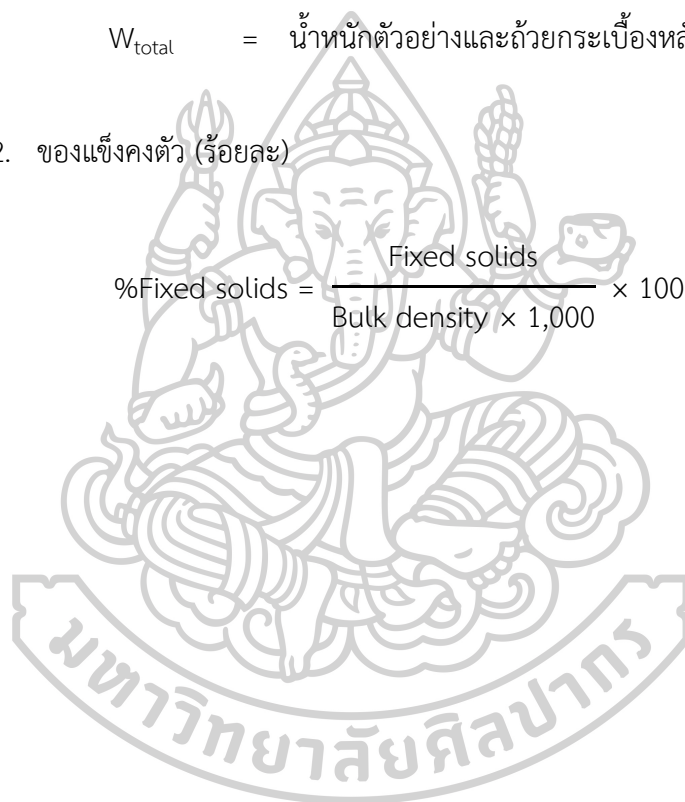 W_total = น้ำหนักตัวอย่างและถ้วยกระเบื้อง
2. ของแข็งคงตัว (ร้อยละ)
%Fixed solids = Fixed solids / Bulk density × 1,000 × 100
มหาวิทยาลัยศิลปากร